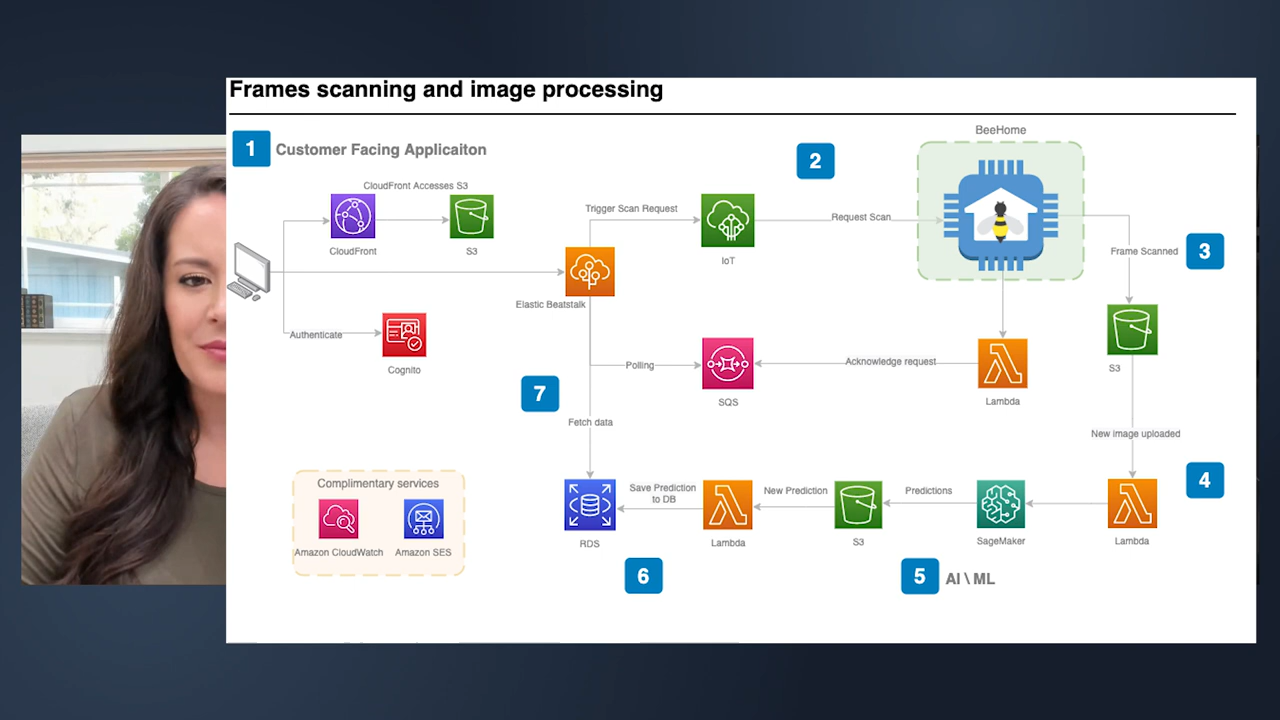 Frames scanning and image processing
BeeHome
1
Customer Facing Applicaiton
2
CloudFront Accesses S3
Trigger Scan Request
Request Scan
CloudFront
S3
IoT
Frame Scanned
3
Elastic Beatstalk
Authenticate
Cognito
Polling
Acknowledge request
S3
SQS
Lambda
7
Fetch data
New image uploaded
Complimentary services
Amazon CloudWatch
Amazon SES
Save Prediction
to DB
New Prediction
Predictions
4
RDS
Lambda
S3
SageMaker
Lambda
6
5
AI \ ML